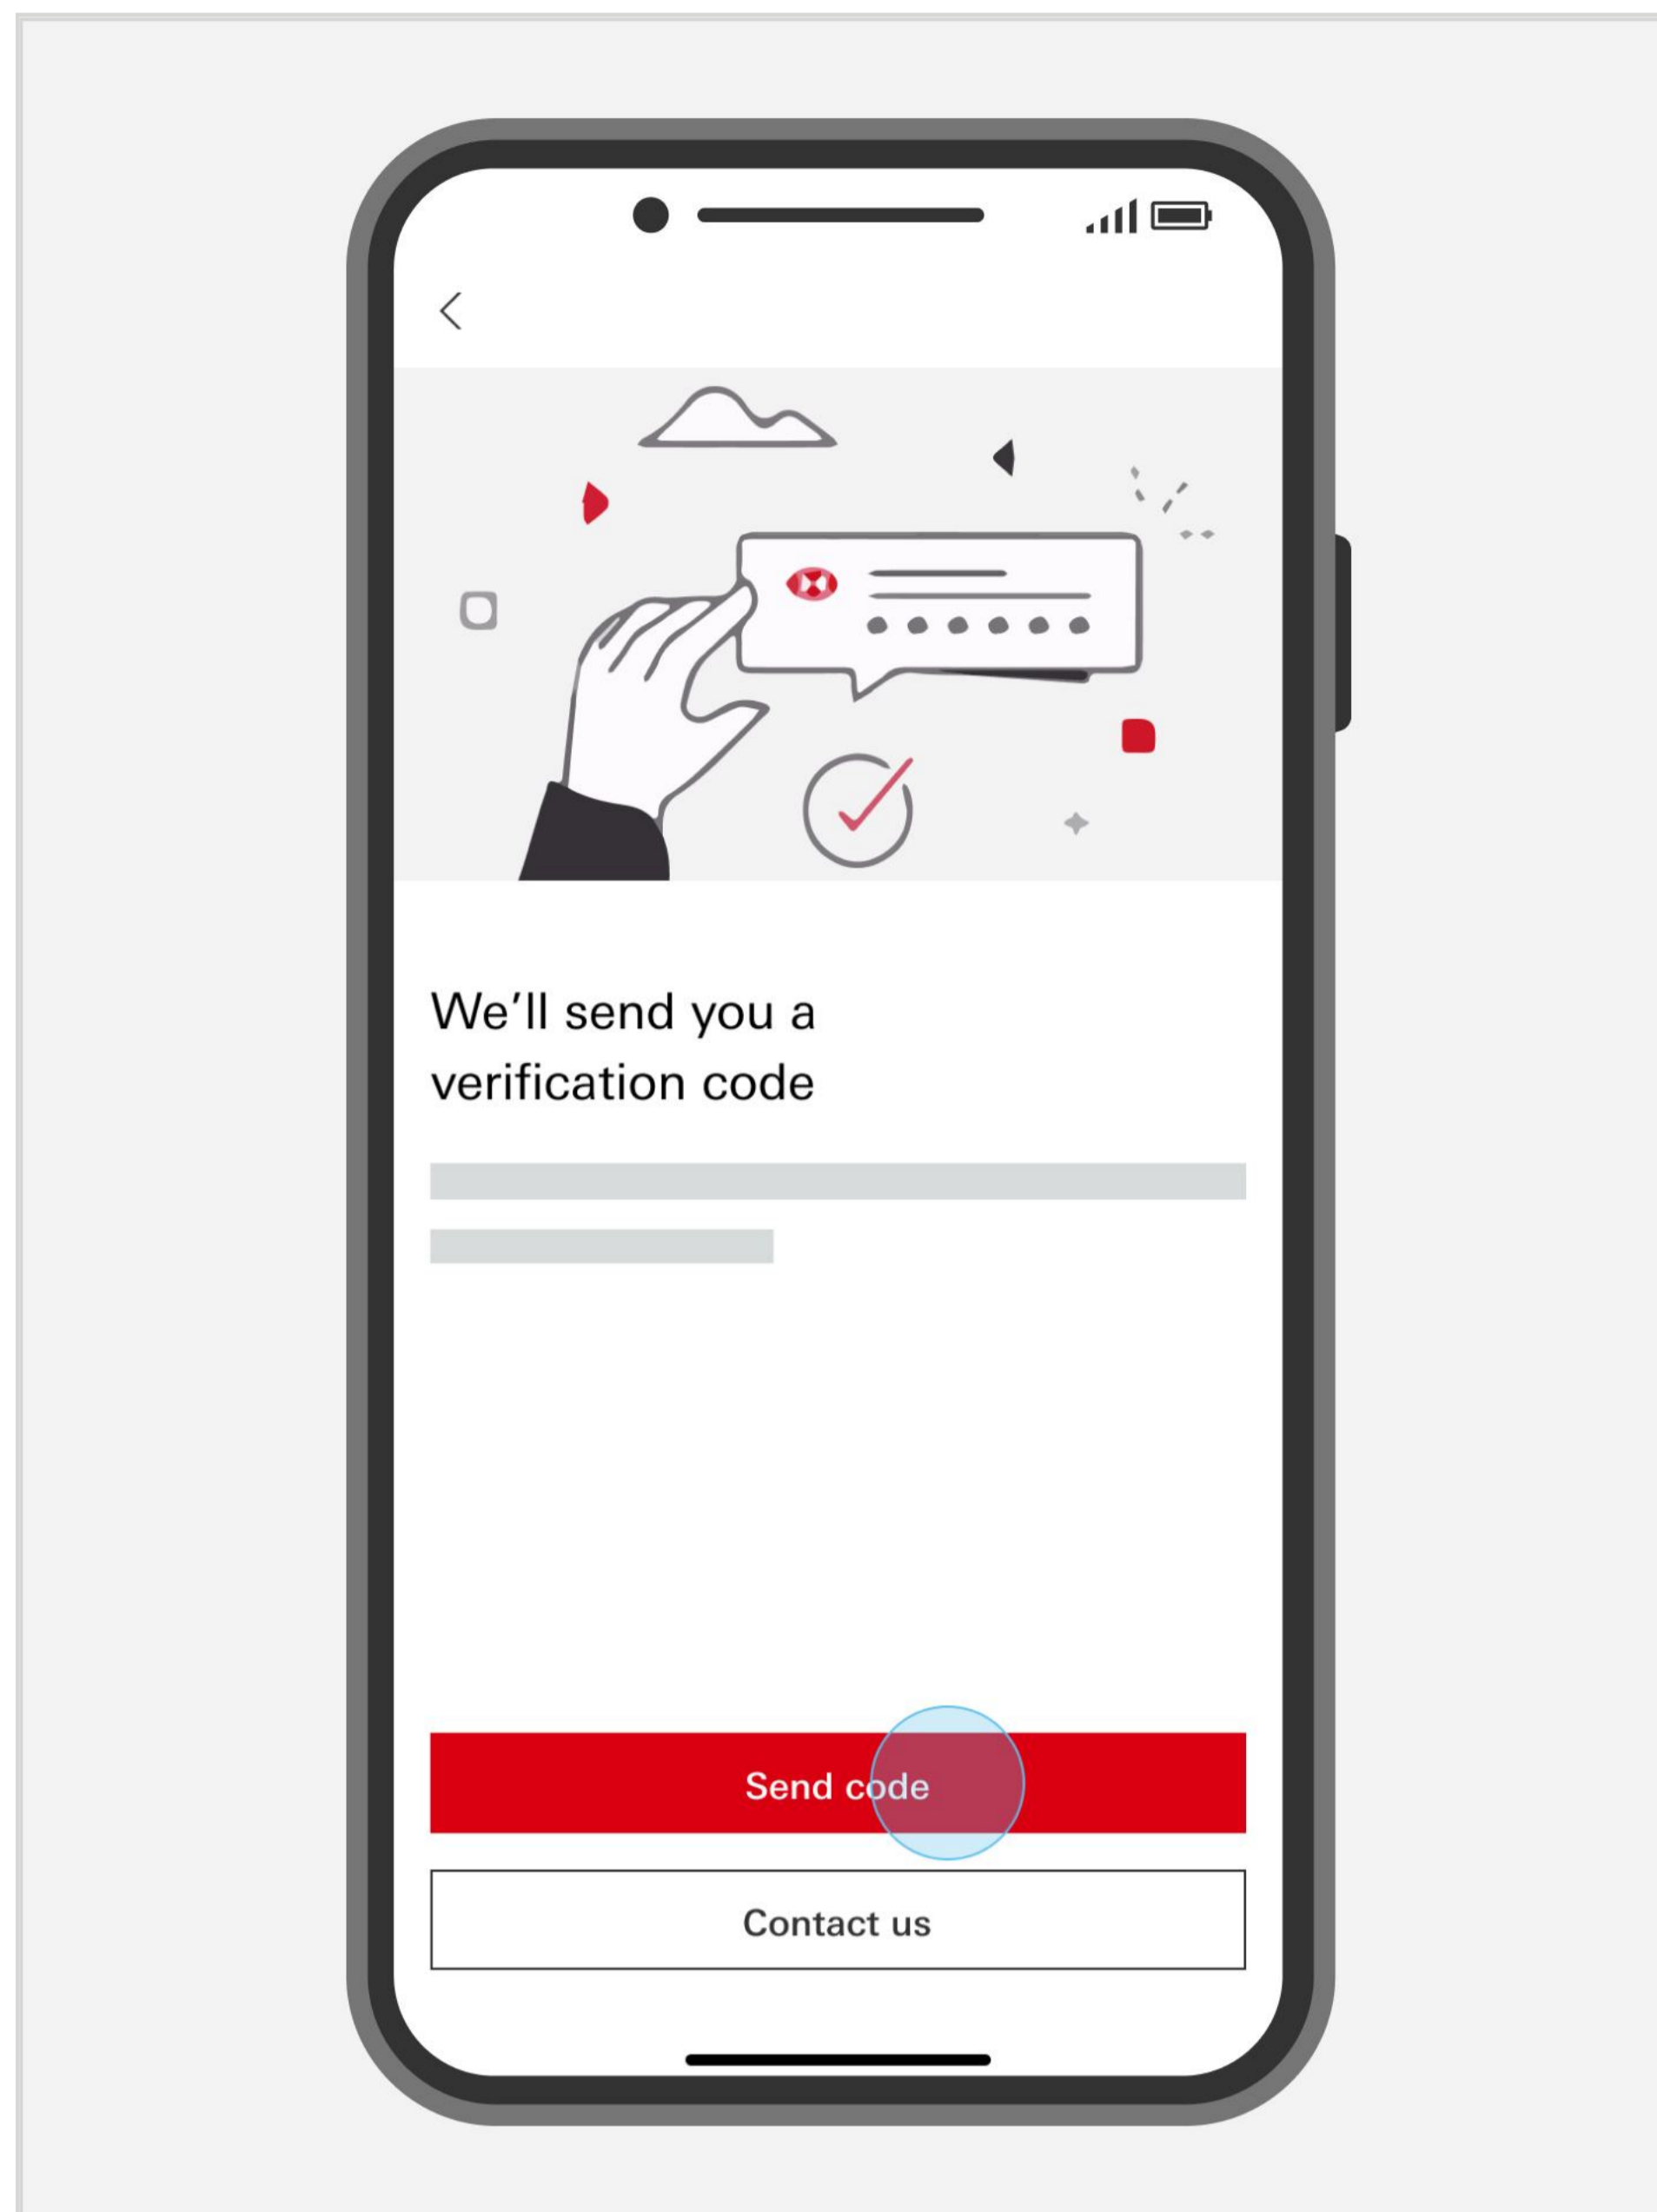 We’ll send you a
verification code
Send code
Contact us